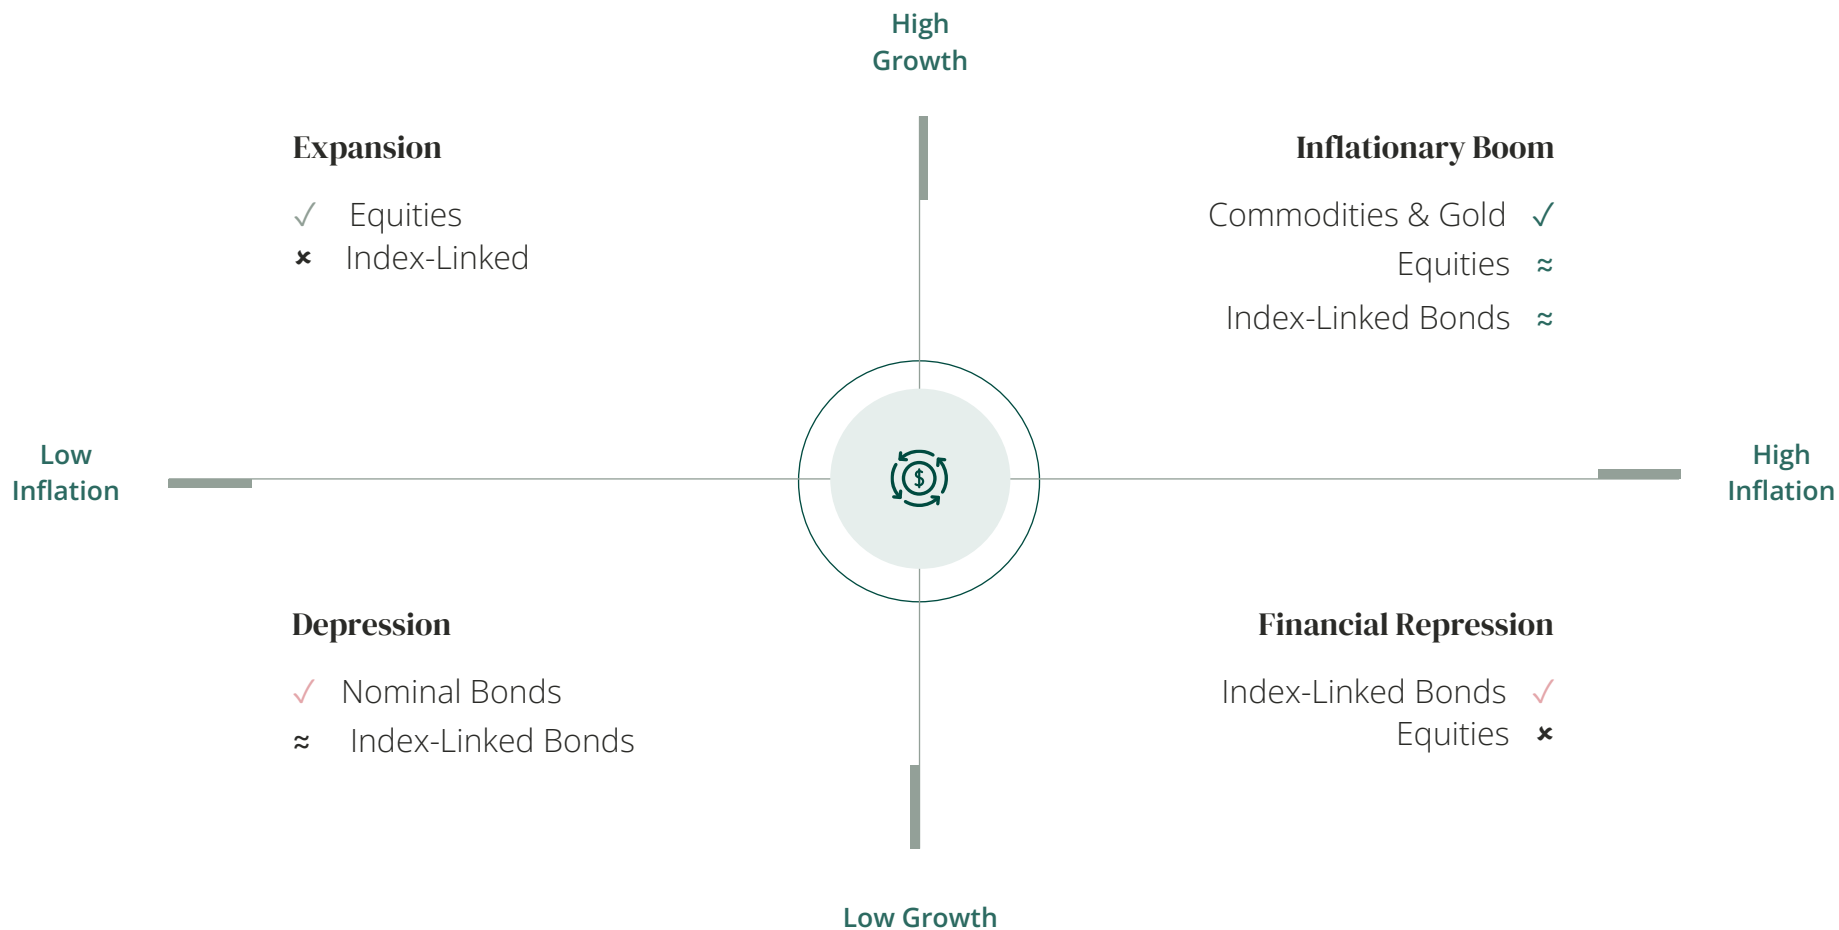 High
Growth
Expansion
✓ Equities
✘ Index-Linked
Inflationary Boom
Commodities & Gold ✓
Equities ≈
Index-Linked Bonds ≈
Low
Inflation
$
High
Inflation
Depression
✓ Nominal Bonds
≈ Index-Linked Bonds
Financial Repression
Index-Linked Bonds ✓
Equities ✘
Low Growth